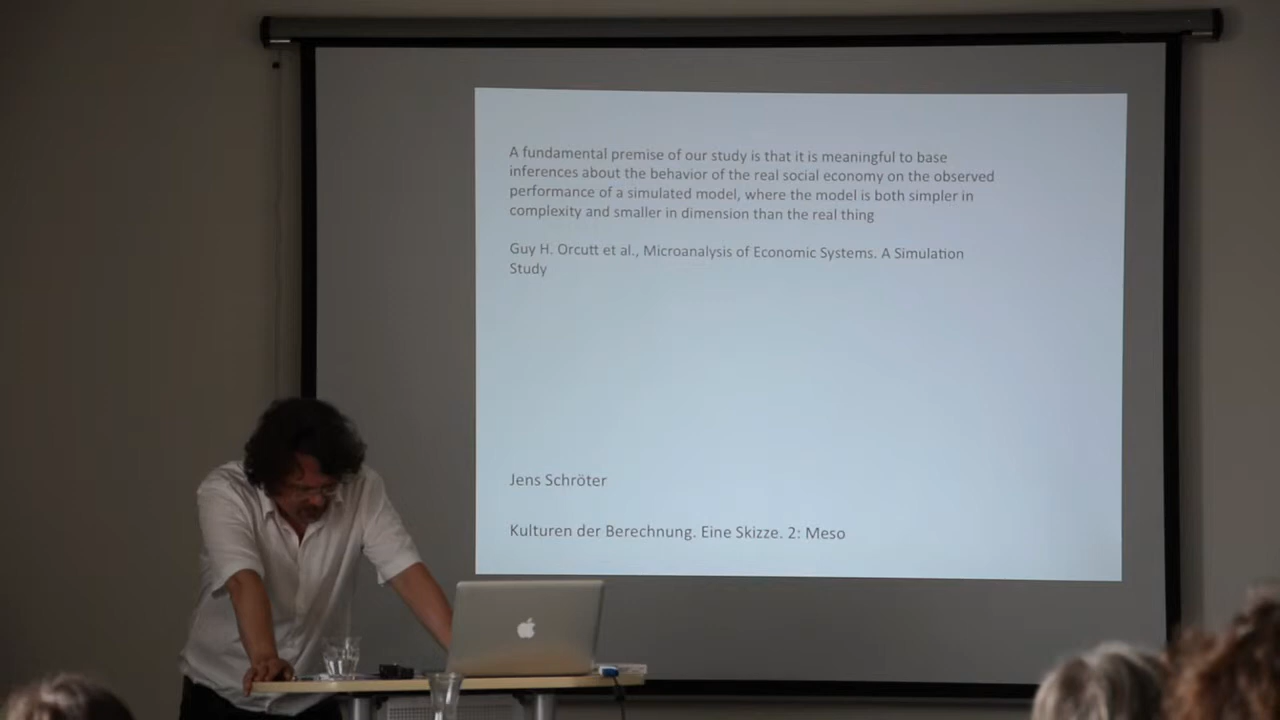 A fundamental premise of our study is that it is meaningful to base
inferences about the behavior of the real social economy on the observed
performance of a simulated model, where the model is both simpler in
complexity and smaller in dimension than the real thing
Guy H. Orcutt et al., Microanalysis of Economic Systems. A Simulation
Study
Jens Schröter
Kulturen der Berechnung. Eine Skizze. 2: Meso